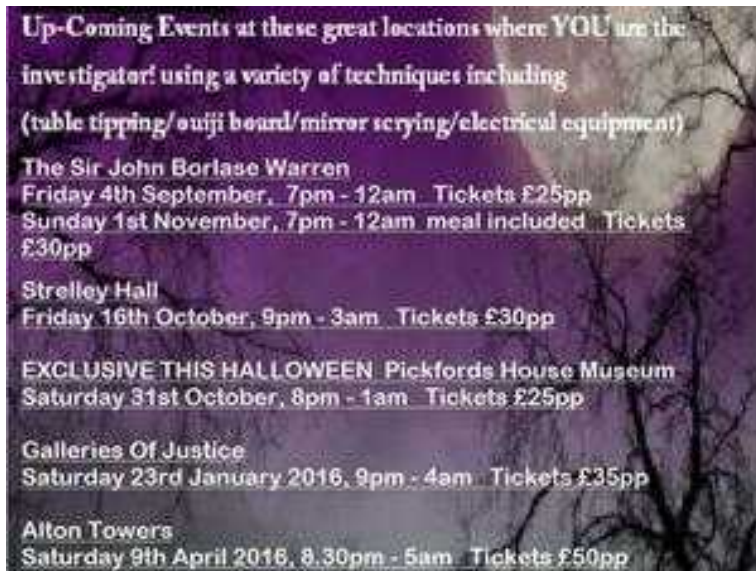 Up-Coming Events at these great locations where YOU are the
investigator! using a variety of techniques including
(table tipping/ouiji board/mirror scrying/electrical equipment)
The Sir John Borlase Warren
Friday 4th September, 7pm - 12am Tickets £25pp
Sunday 1st November, 7pm - 12am meal included Tickets
£30pp
Strelley Hall
Friday 16th October, 9pm - 3am Tickets £30pp
EXCLUSIVE THIS HALLOWEEN Pickfords House Museum
Saturday 31st October, 8pm - 1am Tickets £25pp
Galleries Of Justice
Saturday 23rd January 2016, 9pm - 4am Tickets £35pp
Alton Towers
Saturday 9th April 2016, 8.30pm - 5am Tickets £50pp